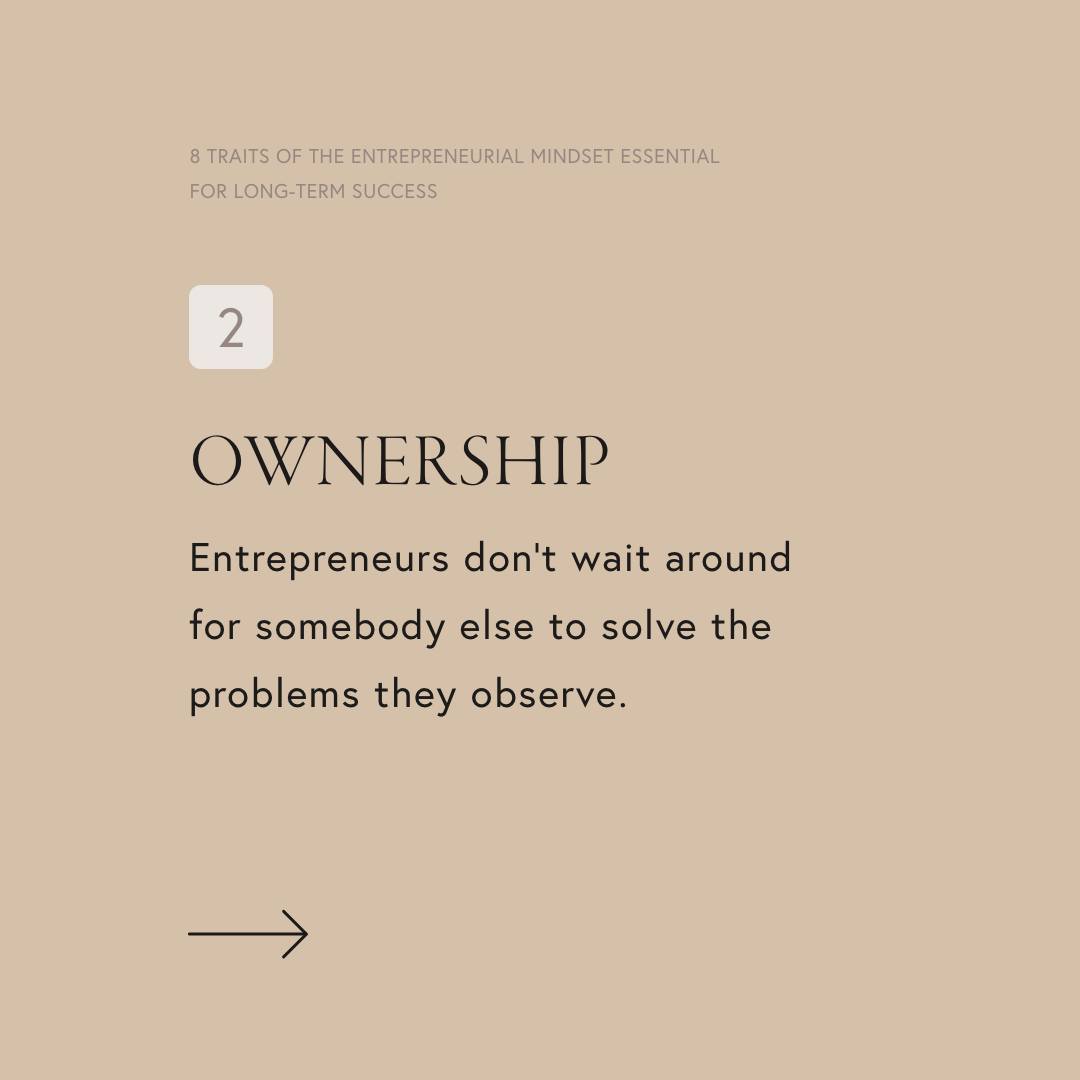 8 TRAITS OF THE ENTREPRENEURIAL MINDSET ESSENTIAL
FOR LONG-TERM SUCCESS
2
OWNERSHIP
Entrepreneurs don't wait around
for somebody else to solve the
problems they observe.